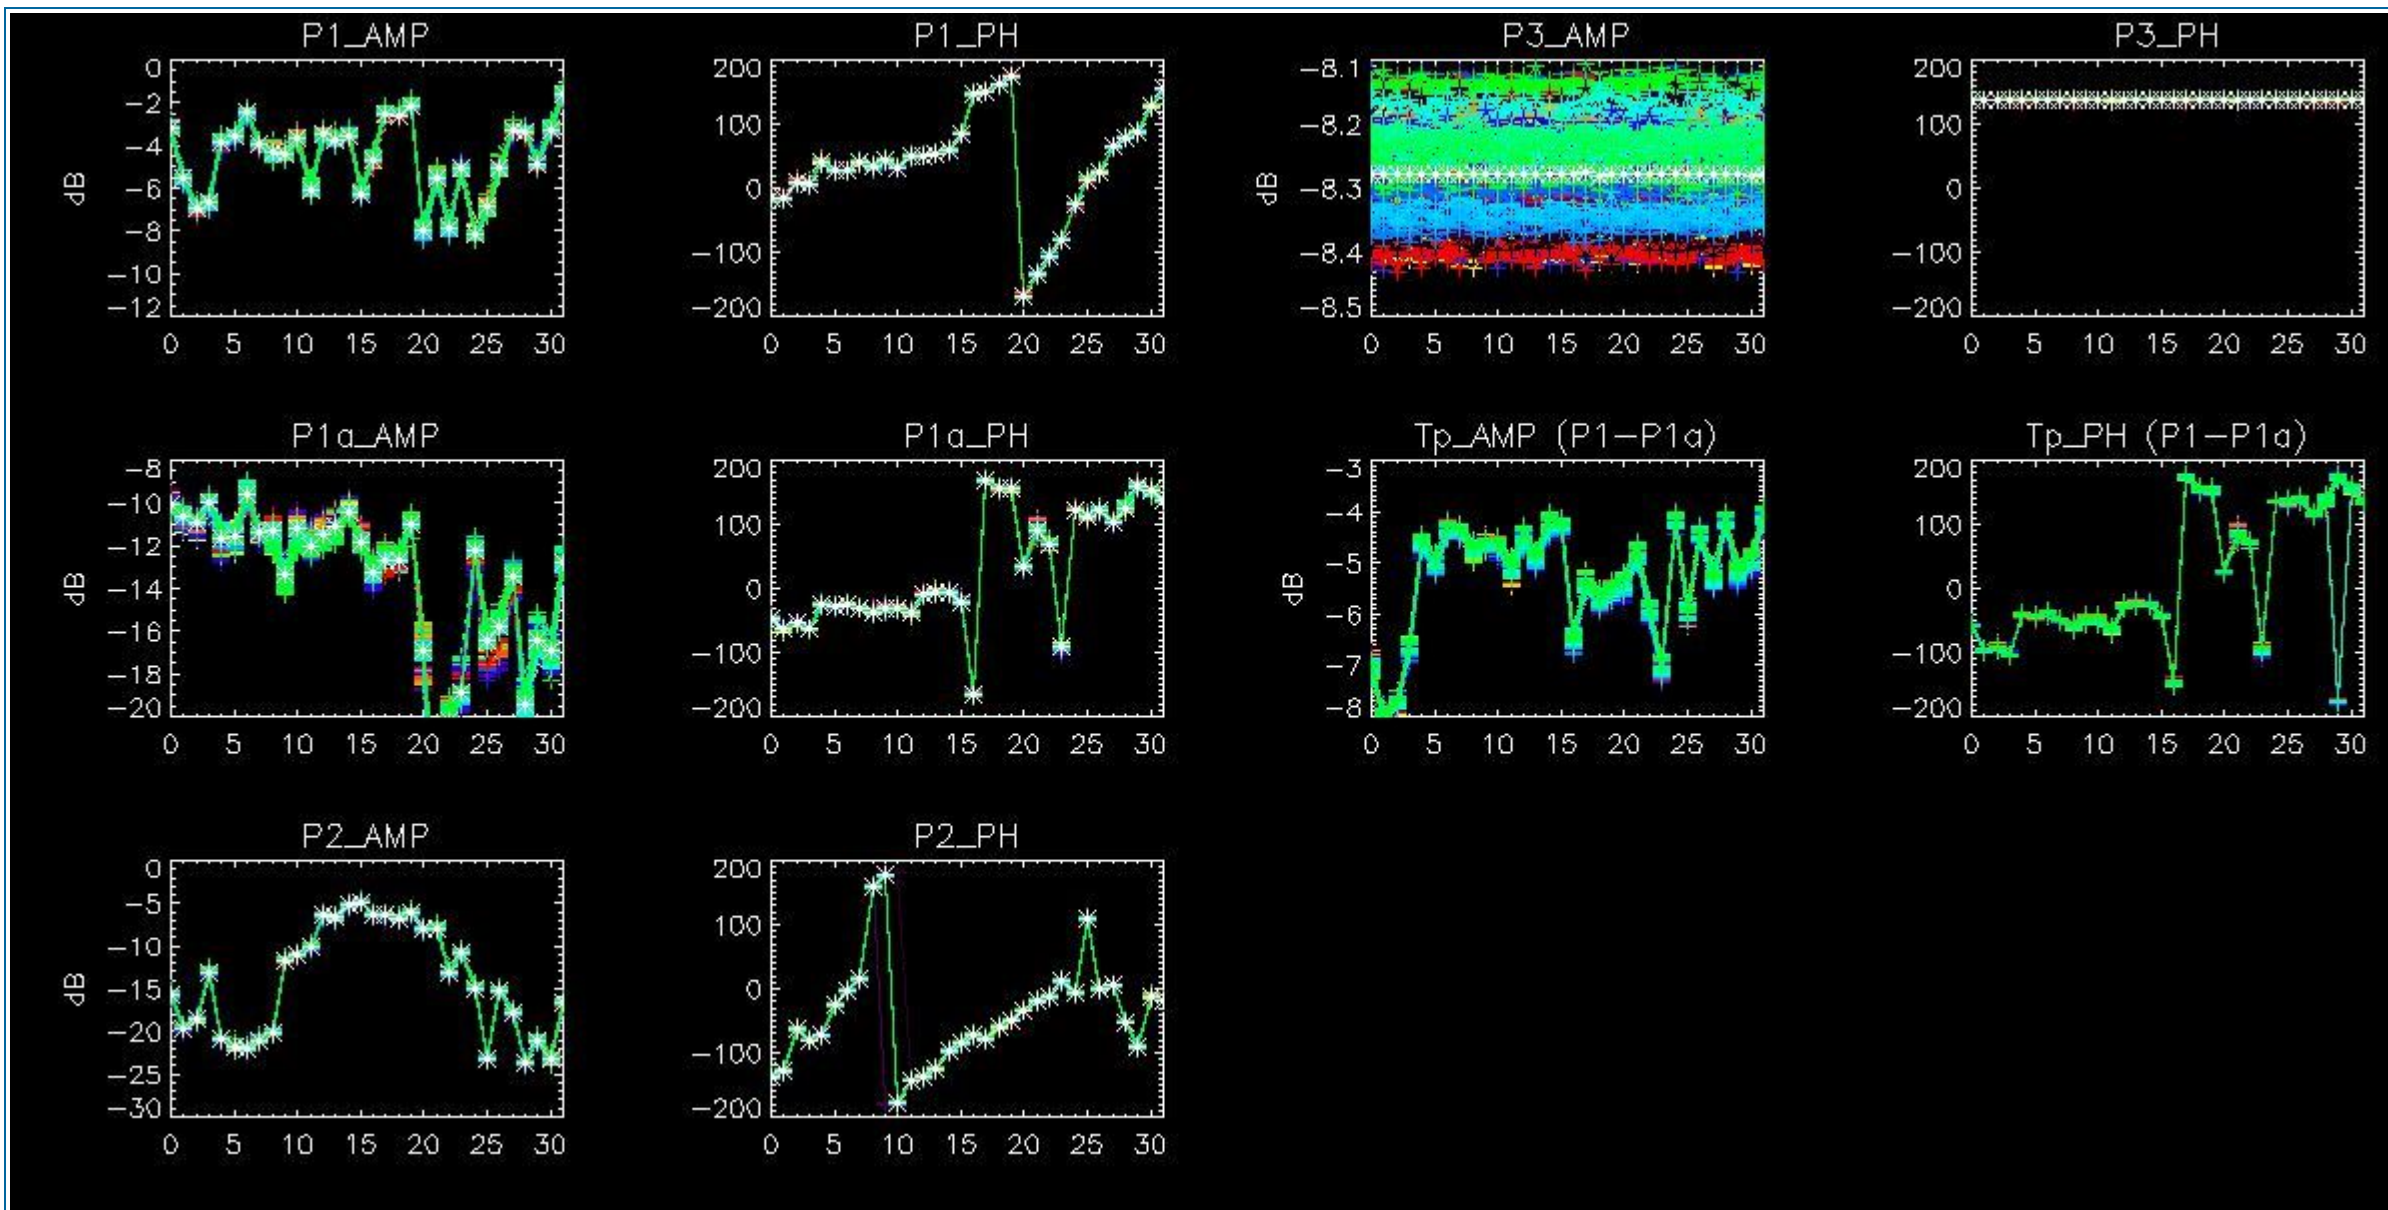 P1_AMP
0
−2
−4
−6
−8
−10
−12
dB
0 5 10 15 20 25 30
P1_PH
200
100
0
−100
−200
0 5 10 15 20 25 30
P3_AMP
−8.1
−8.2
−8.3
−8.4
−8.5
dB
0 5 10 15 20 25 30
P3_PH
200
100
0
−100
−200
0 5 10 15 20 25 30
P1a_AMP
−8
−10
−12
−14
−16
−18
−20
dB
0 5 10 15 20 25 30
P1a_PH
200
100
0
−100
−200
0 5 10 15 20 25 30
Tp_AMP (P1−P1a)
−3
−4
−5
−6
−7
−8
dB
0 5 10 15 20 25 30
Tp_PH (P1−P1a)
200
100
0
−100
−200
0 5 10 15 20 25 30
P2_AMP
0
−5
−10
−15
−20
−25
−30
dB
0 5 10 15 20 25 30
P2_PH
200
100
0
−100
−200
0 5 10 15 20 25 30